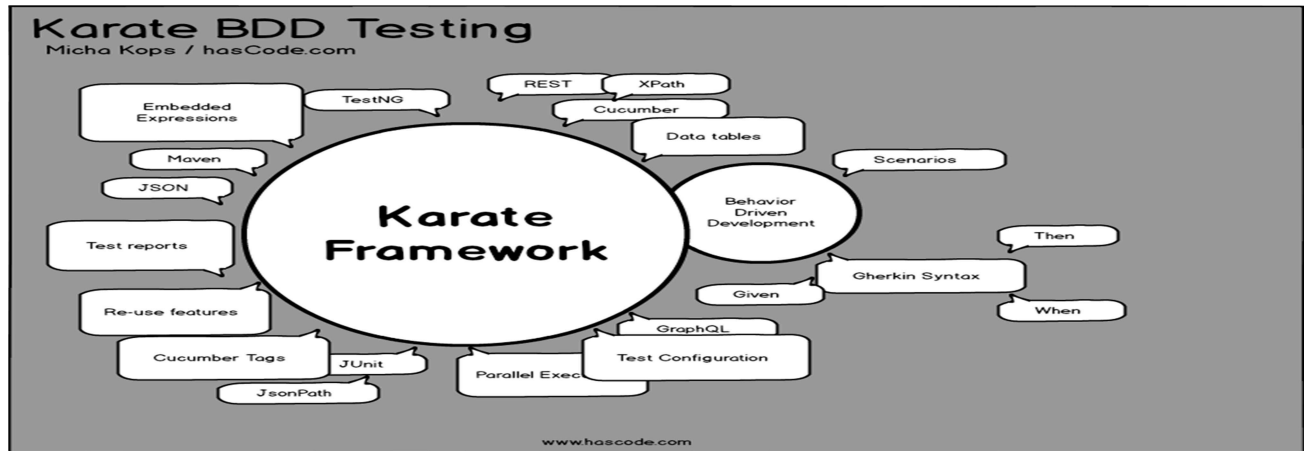 Karate BDD Testing
Micha Kops / hasCode.com
REST
XPath
TestNG
Cucumber
Embedded
Expressions
Data tables
Maven
Scenarios
JSON
Behavior
Driven
Development
Karate
Framework
Then
Test reports
Gherkin Syntax
Given
Re-use features
When
GraphQL
Cucumber Tags
JUnit
Test Configuration
Parallel
JsonPath
www.hascode.com